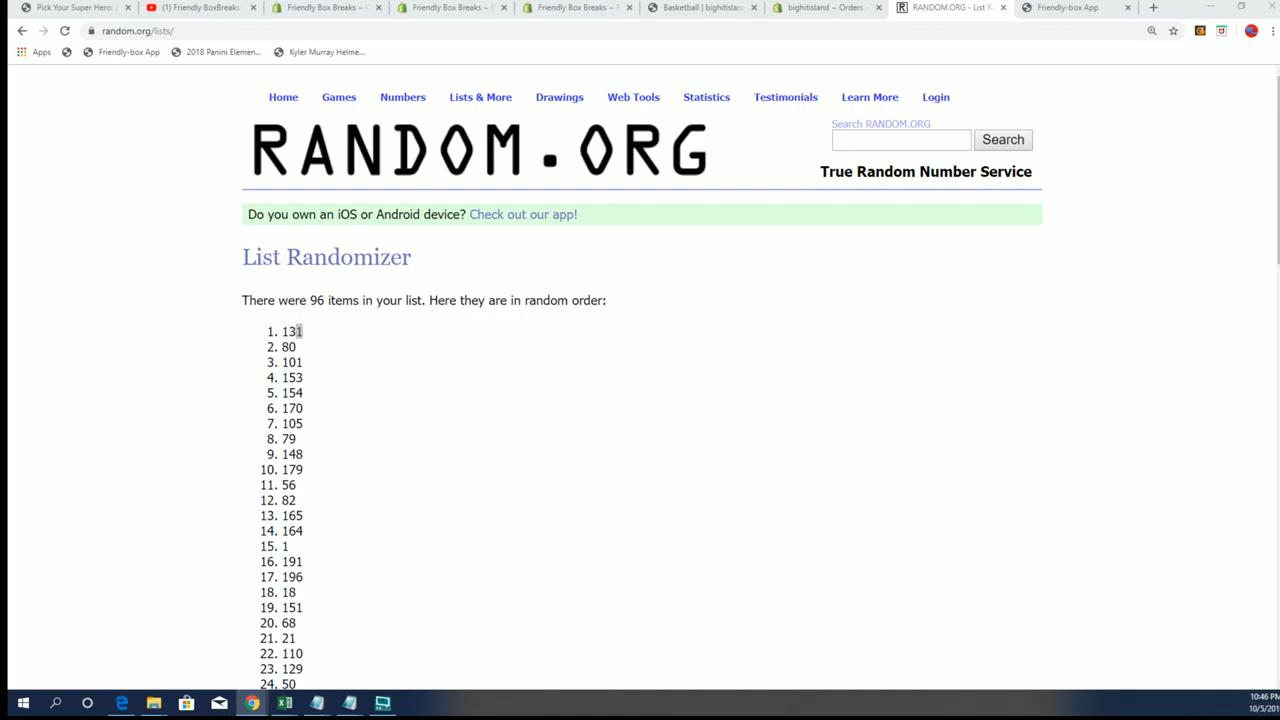 Pick Your Super Hero: 2
(1) Friendly BoxBreaks
Friendly Box Breaks ~
Friendly Box Breaks ~
Friendly Box Breaks ~
Basketball | bighitisland
bighitisland ~ Orders ~
RANDOM.ORG - List R
Friendly-box App
random.org/lists/
Apps
Friendly-box App
2018 Panini Elemen...
Kyler Murray Helme...
Home
Games
Numbers
Lists & More
Drawings
Web Tools
Statistics
Testimonials
Learn More
Login
RANDOM.ORG
Search RANDOM.ORG
Search
True Random Number Service
Do you own an iOS or Android device? Check out our app!
List Randomizer
There were 96 items in your list. Here they are in random order:
1. 131
2. 80
3. 101
4. 153
5. 154
6. 170
7. 105
8. 79
9. 148
10. 179
11. 56
12. 82
13. 165
14. 164
15. 1
16. 191
17. 196
18. 18
19. 151
20. 68
21. 21
22. 110
23. 129
24. 50
10:46 PM
10/5/20